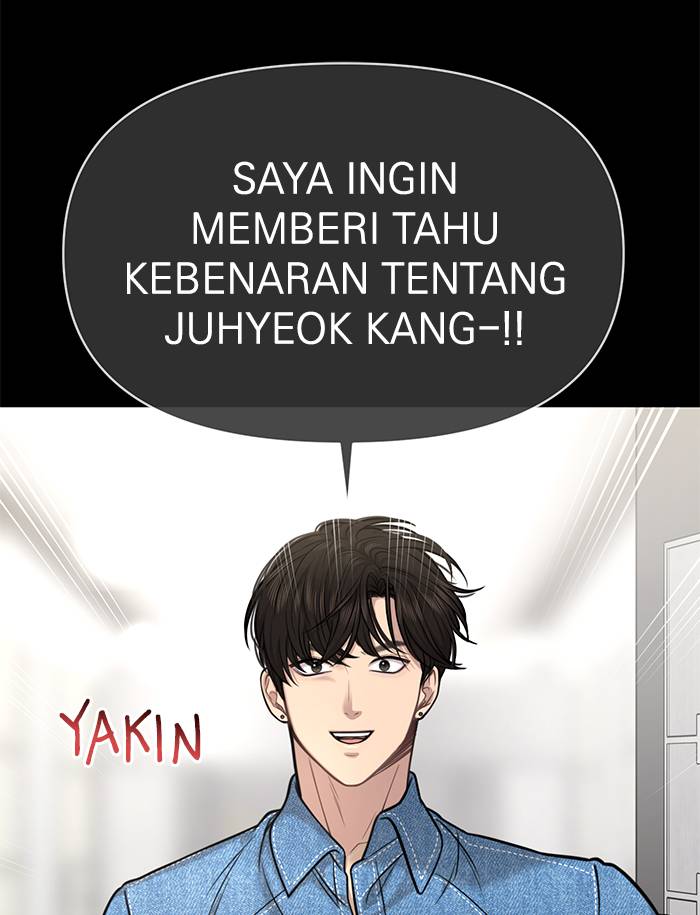 SAYA INGIN
MEMBERI TAHU
KEBENARAN TENTANG
JUHYEOK KANG-!!
YAKIN